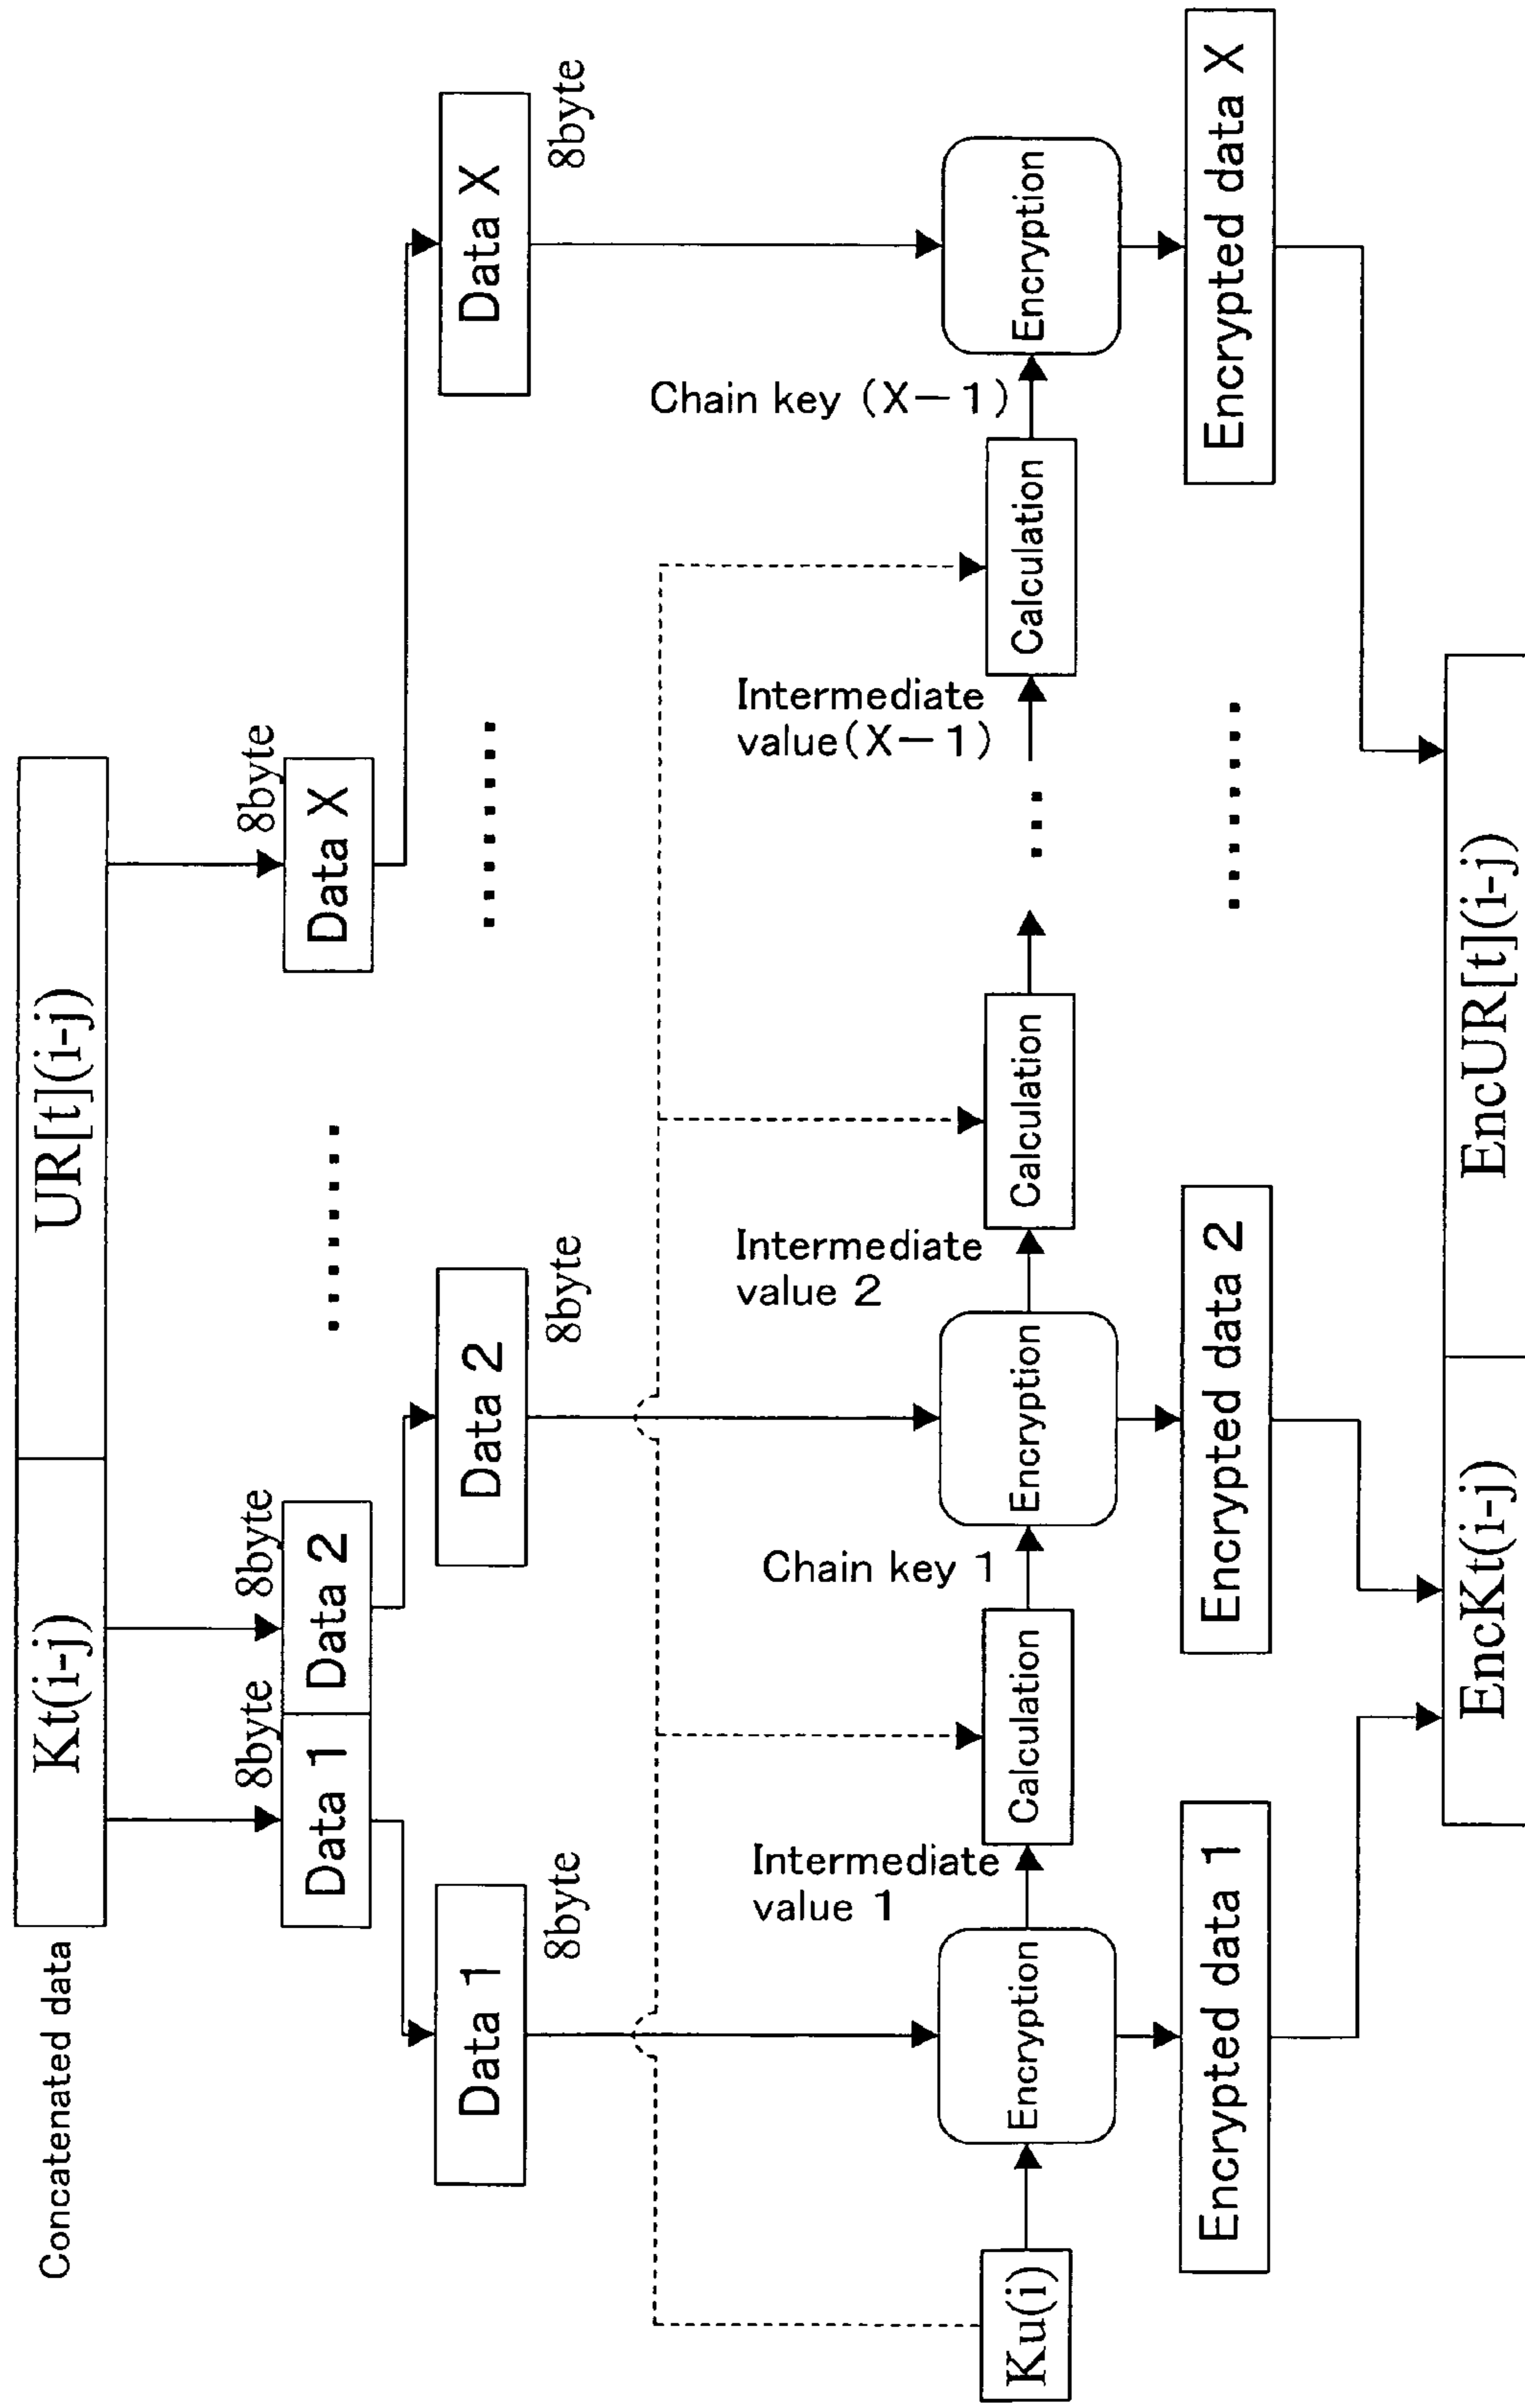 Concatenated data
Kt(i-j)
UR[t](i-j)
8byte
8byte
8byte
Data 1
Data 2
Data X
Data 1
Data 2
Data X
8byte
8byte
8byte
Intermediate
value 1
Chain key 1
Intermediate
value 2
Intermediate
value(X-1)
Chain key (X-1)
Ku(i)
Encryption
Calculation
Encryption
Calculation
Calculation
Encryption
Encrypted data 1
Encrypted data 2
Encrypted data X
EncKt(i-j)
EncUR[t](i-j)